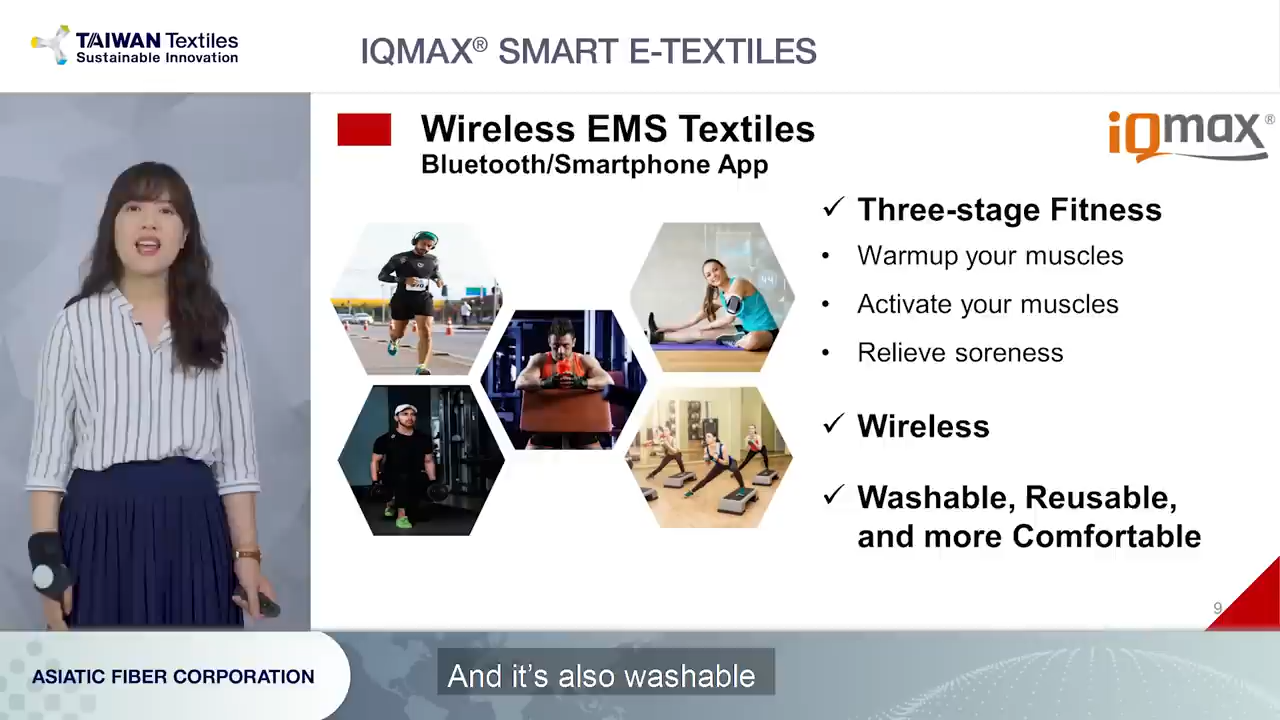 TAIWAN Textiles
Sustainable Innovation
IQMAX® SMART E-TEXTILES
Wireless EMS Textiles
Bluetooth/Smartphone App
iQmax®
✓ Three-stage Fitness
• Warmup your muscles
• Activate your muscles
• Relieve soreness
✓ Wireless
✓ Washable, Reusable,
and more Comfortable
9
ASIATIC FIBER CORPORATION
And it's also washable